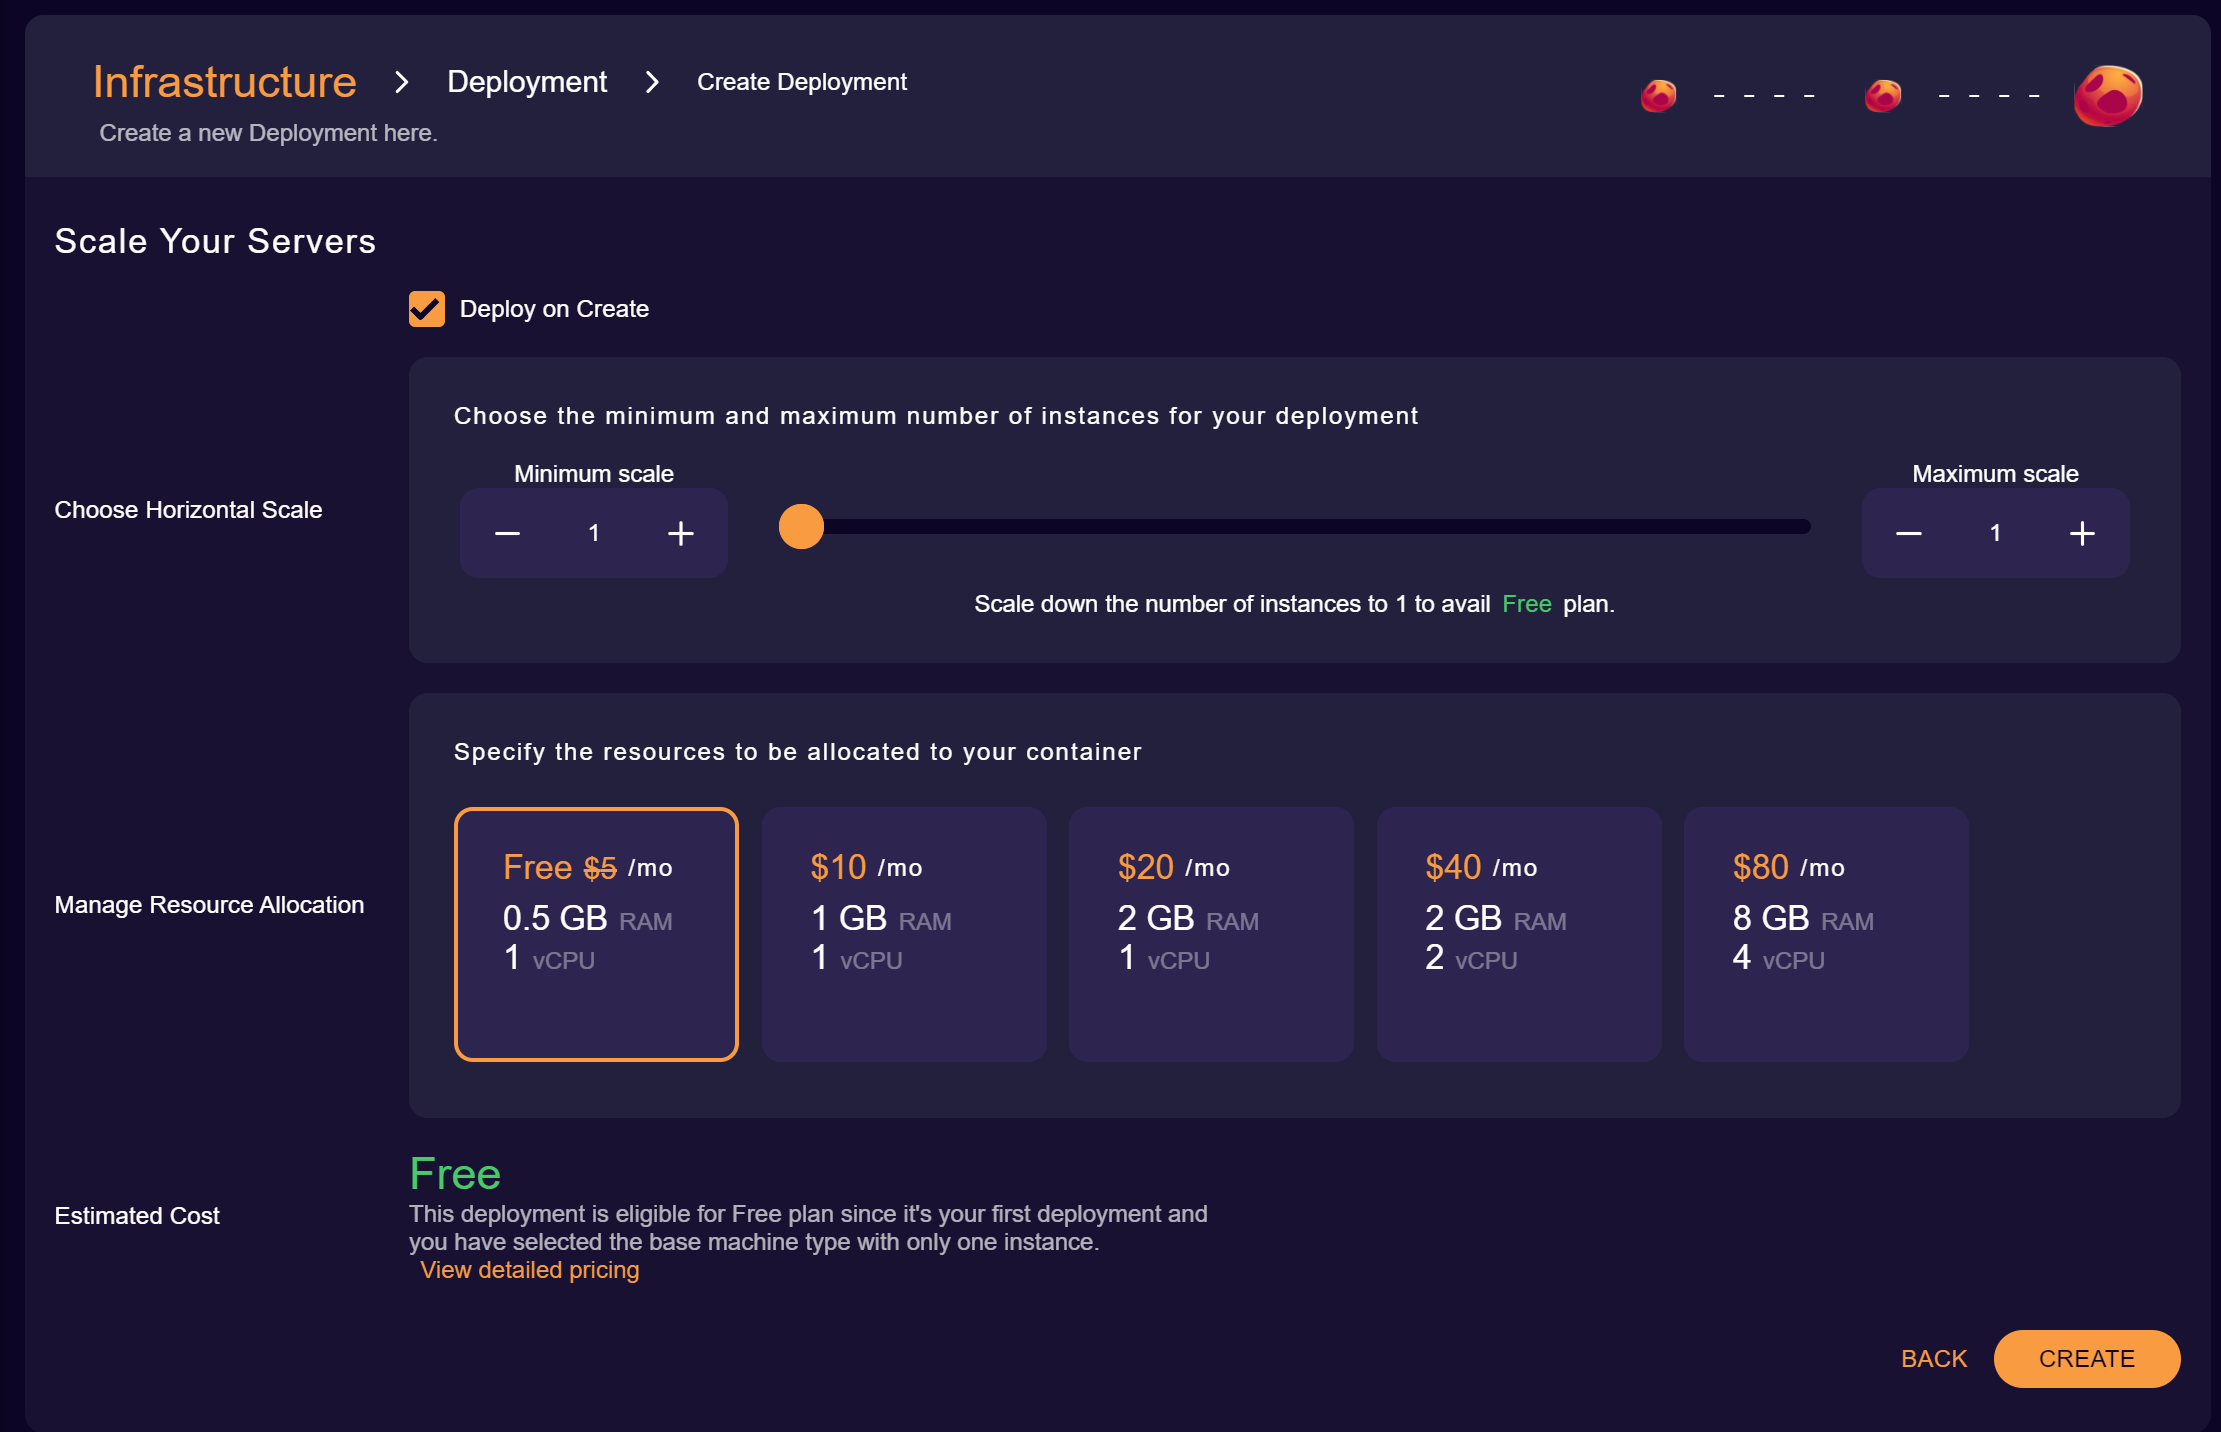 Infrastructure > Deployment > Create Deployment
Create a new Deployment here.
Scale Your Servers
Deploy on Create
Choose Horizontal Scale
Choose the minimum and maximum number of instances for your deployment
Minimum scale
Maximum scale
— 1 +
— 1 +
Scale down the number of instances to 1 to avail Free plan.
Manage Resource Allocation
Specify the resources to be allocated to your container
Free $5 /mo
0.5 GB RAM
1 vCPU
$10 /mo
1 GB RAM
1 vCPU
$20 /mo
2 GB RAM
1 vCPU
$40 /mo
2 GB RAM
2 vCPU
$80 /mo
8 GB RAM
4 vCPU
Estimated Cost
Free
This deployment is eligible for Free plan since it's your first deployment and
you have selected the base machine type with only one instance.
View detailed pricing
BACK
CREATE